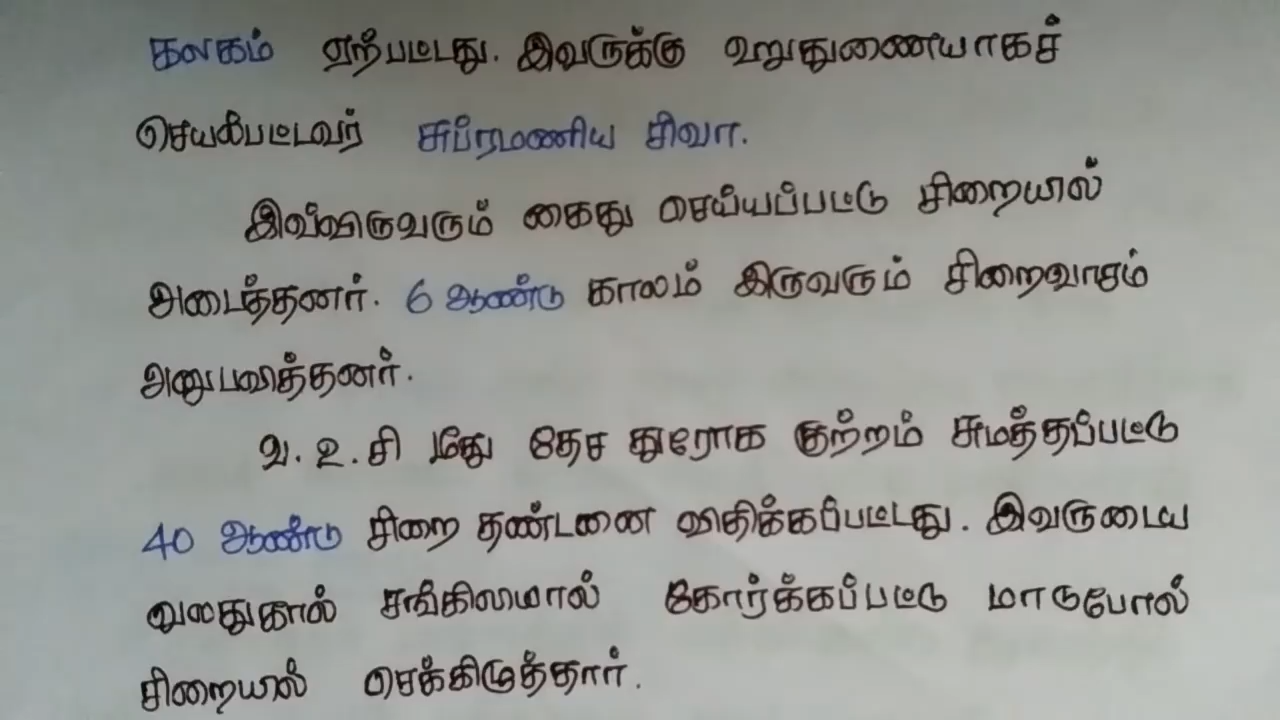 கலகம் ஏற்பட்டது. இவருக்கு உறுதுணையாகச்
செயல்பட்டவர் சுப்ரமணிய சிவா.
இவ்விருவரும் கைது செய்யப்பட்டு சிறையில்
அடைத்தனர். 6 ஆண்டு காலம் இருவரும் சிறைவாசம்
அனுபவித்தனர்.
வ. உ. சி மீது தேச துரோக குற்றம் சுமத்தப்பட்டு
40 ஆண்டு சிறை தண்டனை விதிக்கப்பட்டது. இவருடைய
வலதுகால் சங்கிலமால் கோர்க்கப்பட்டு மாடுபோல்
சிறையில் செக்கிடுத்தார்.